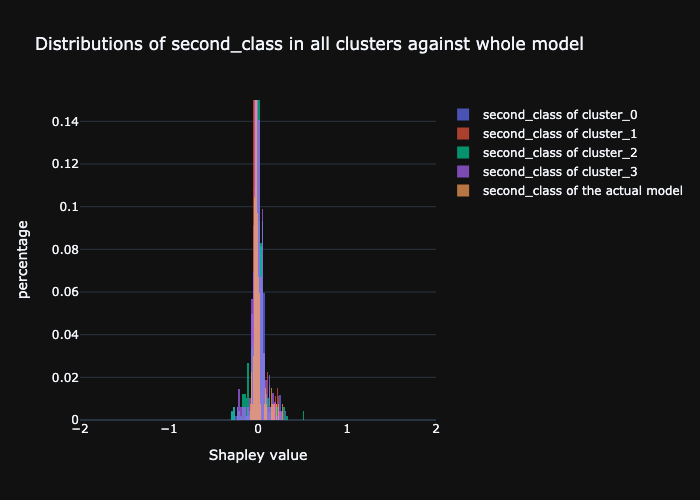 Distributions of second_class in all clusters against whole model
second_class of cluster_0
second_class of cluster_1
second_class of cluster_2
second_class of cluster_3
second_class of the actual model
percentage
0.14
0.12
0.1
0.08
0.06
0.04
0.02
0
−2
−1
0
1
2
Shapley value